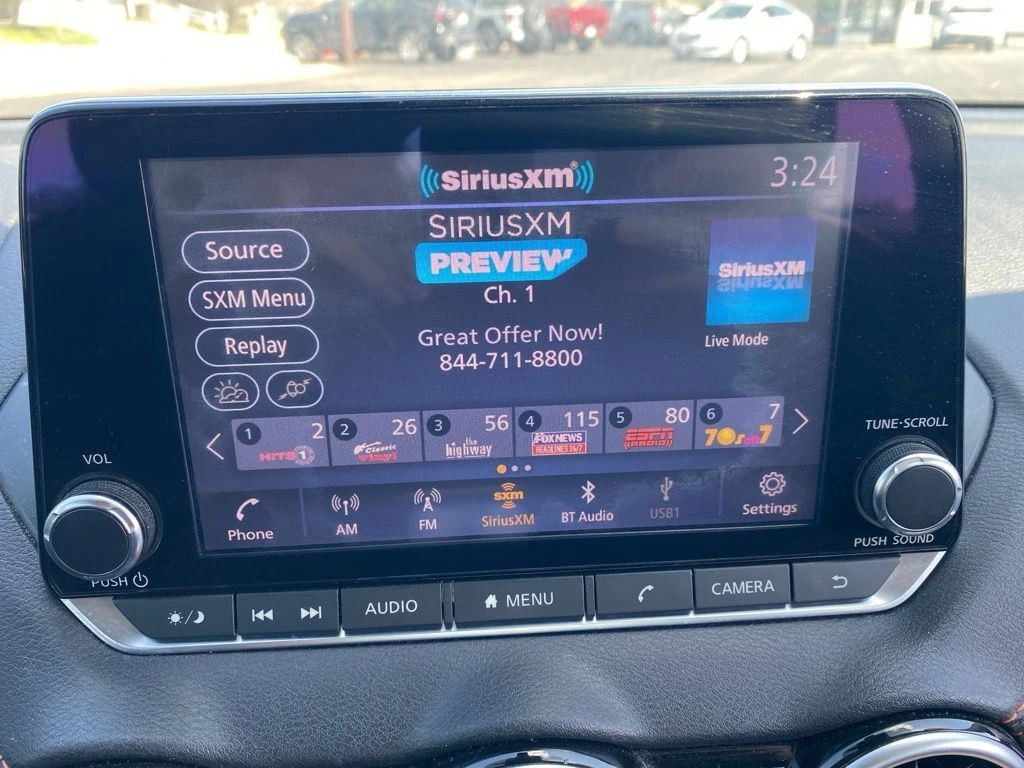 SiriusXM®
3:24
SIRIUSXM
PREVIEW
Ch. 1
Source
SXM Menu
Replay
Great Offer Now!
844-711-8800
SiriusXM
Live Mode
1 2 HITS 1
2 26 Classic Vinyl
3 56 the highway
4 115 FOX NEWS HEADLINES 24/7
5 80 ESPN RADIO
6 7 70s on 7
Phone
AM
FM
sxm
SiriusXM
BT Audio
USB1
Settings
VOL
PUSH
TUNE·SCROLL
PUSH SOUND
AUDIO
MENU
CAMERA